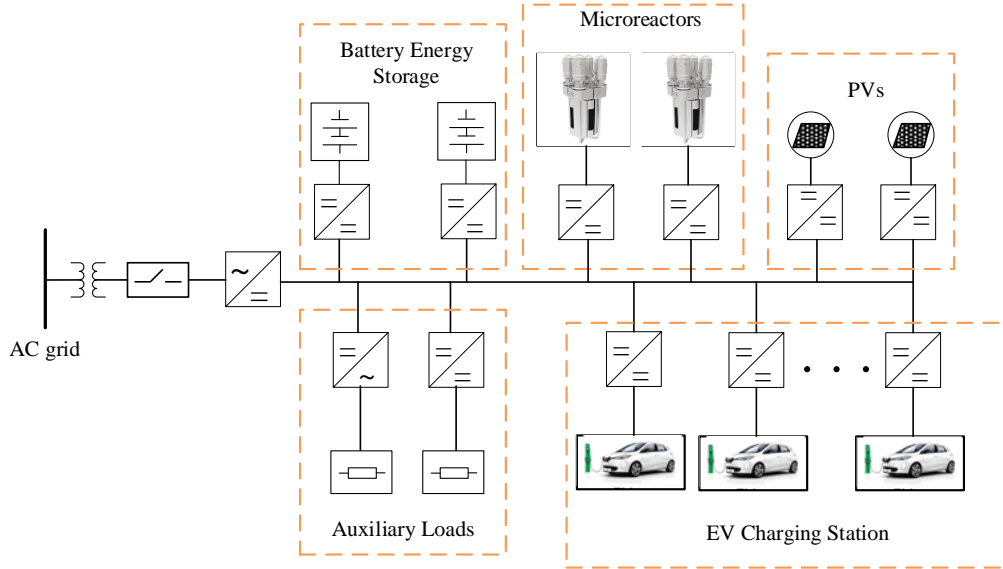 Microreactors
Battery Energy
Storage
PVs
AC grid
Auxiliary Loads
EV Charging Station